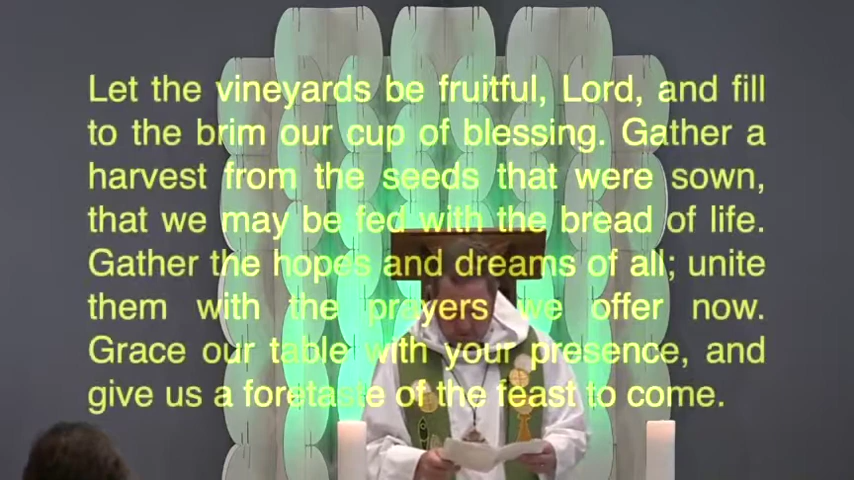 Let the vineyards be fruitful, Lord, and fill
to the brim our cup of blessing. Gather a
harvest from the seeds that were sown,
that we may be fed with the bread of life.
Gather the hopes and dreams of all; unite
them with the prayers we offer now.
Grace our table with your presence, and
give us a foretaste of the feast to come.